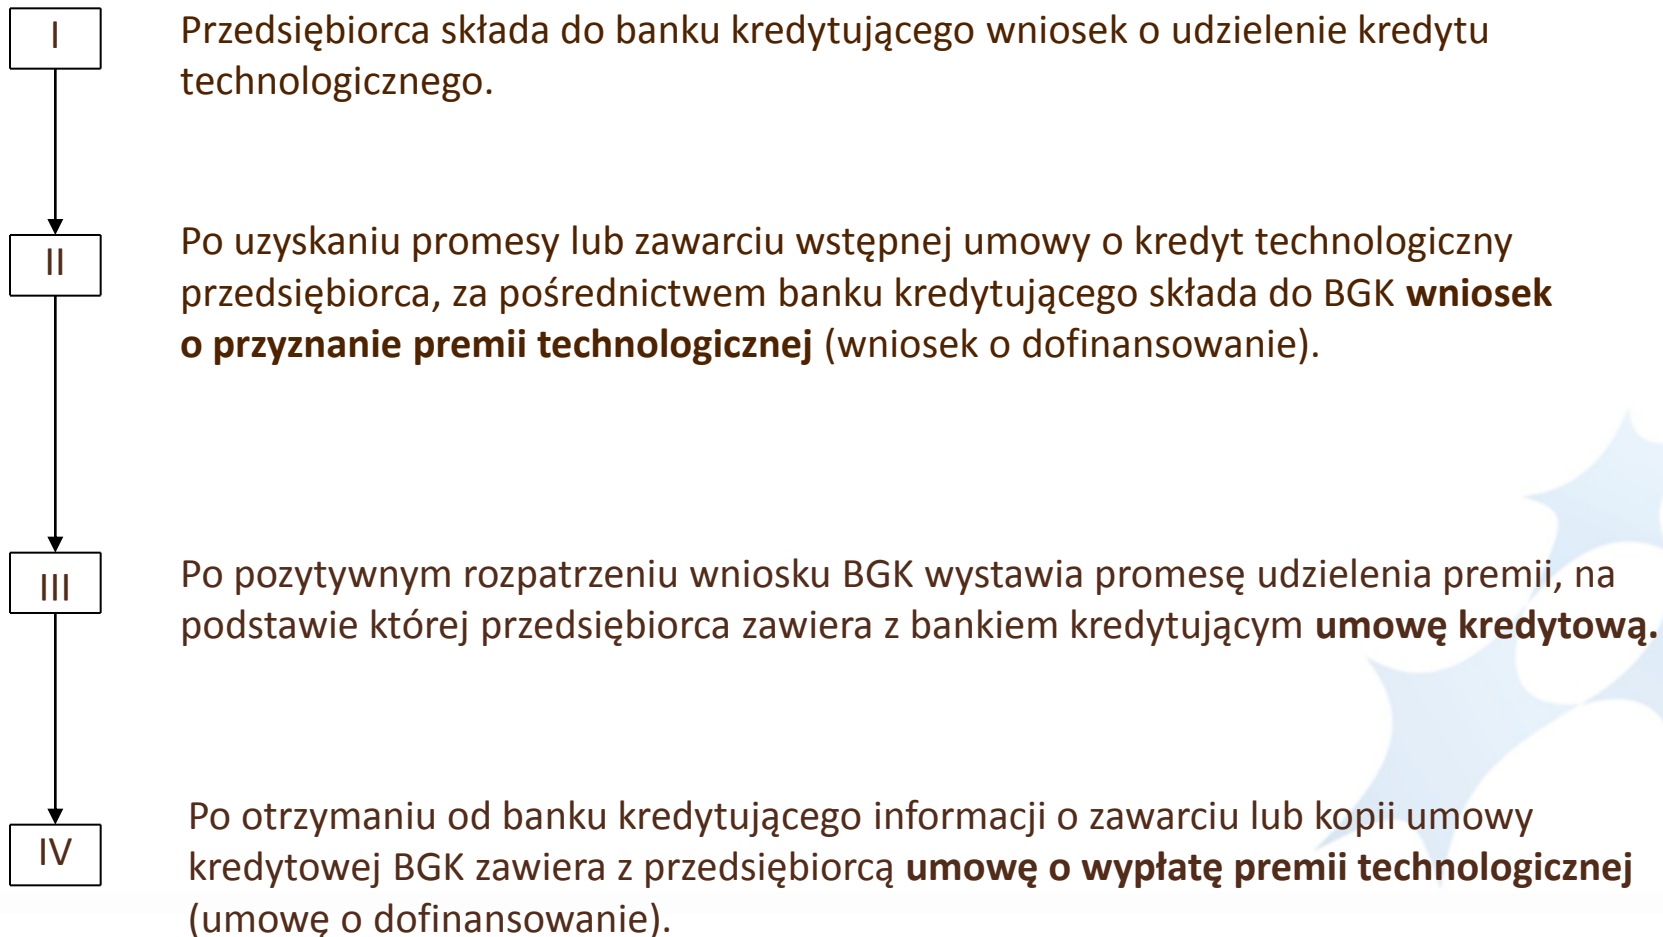 I
Przedsiębiorca składa do banku kredytującego wniosek o udzielenie kredytu
technologicznego.
II
Po uzyskaniu promesy lub zawarciu wstępnej umowy o kredyt technologiczny
przedsiębiorca, za pośrednictwem banku kredytującego składa do BGK wniosek
o przyznanie premii technologicznej (wniosek o dofinansowanie).
III
Po pozytywnym rozpatrzeniu wniosku BGK wystawia promesę udzielenia premii, na
podstawie której przedsiębiorca zawiera z bankiem kredytującym umowę kredytową.
IV
Po otrzymaniu od banku kredytującego informacji o zawarciu lub kopii umowy
kredytowej BGK zawiera z przedsiębiorcą umowę o wypłatę premii technologicznej
(umowę o dofinansowanie).